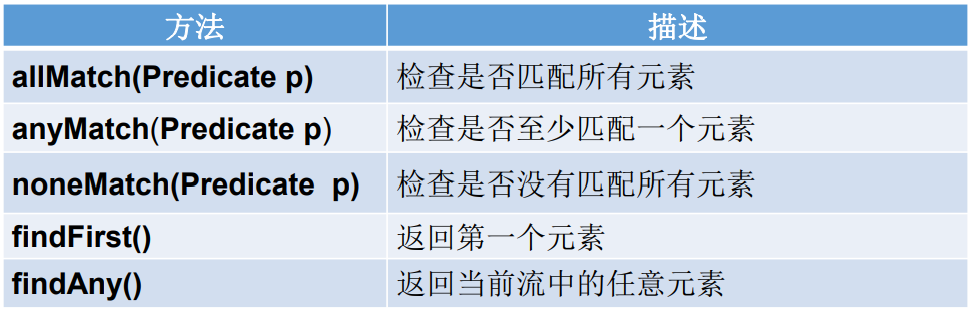 方法 描述
allMatch(Predicate p) 检查是否匹配所有元素
anyMatch(Predicate p) 检查是否至少匹配一个元素
noneMatch(Predicate  p) 检查是否没有匹配所有元素
findFirst() 返回第一个元素
findAny() 返回当前流中的任意元素